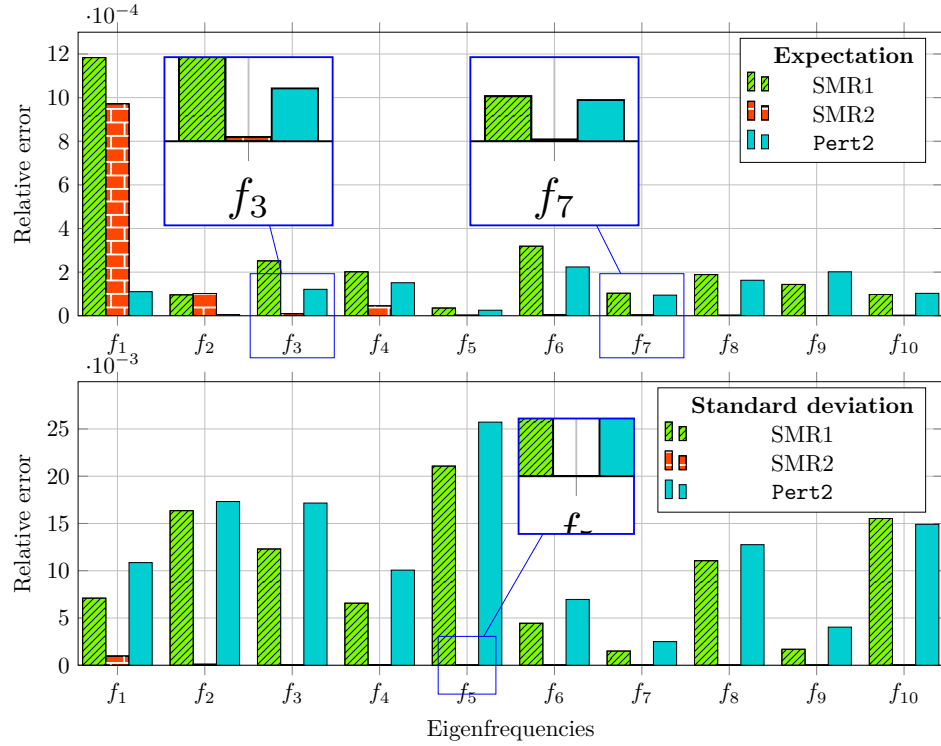 ·10⁻⁴
12
10
8
6
4
2
0
Relative error
Expectation
SMR1
SMR2
Pert2
f₃
f₇
f₁ f₂ f₃ f₄ f₅ f₆ f₇ f₈ f₉ f₁₀
·10⁻³
25
20
15
10
5
0
Relative error
Standard deviation
SMR1
SMR2
Pert2
f₁ f₂ f₃ f₄ f₅ f₆ f₇ f₈ f₉ f₁₀
Eigenfrequencies